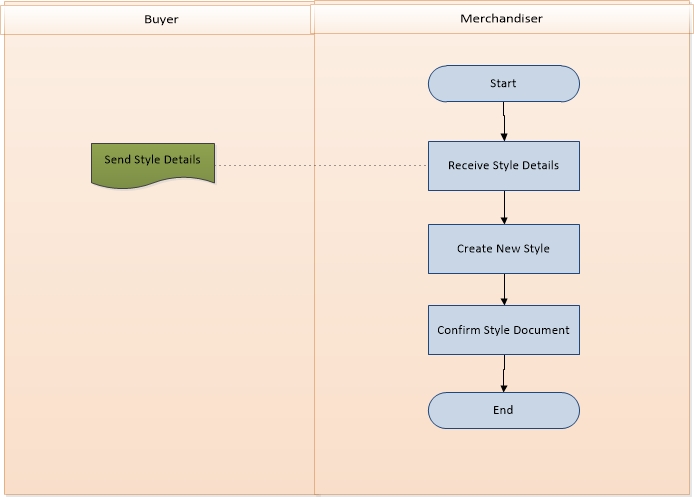 Buyer
Merchandiser
Start
Send Style Details
Receive Style Details
Create New Style
Confirm Style Document
End